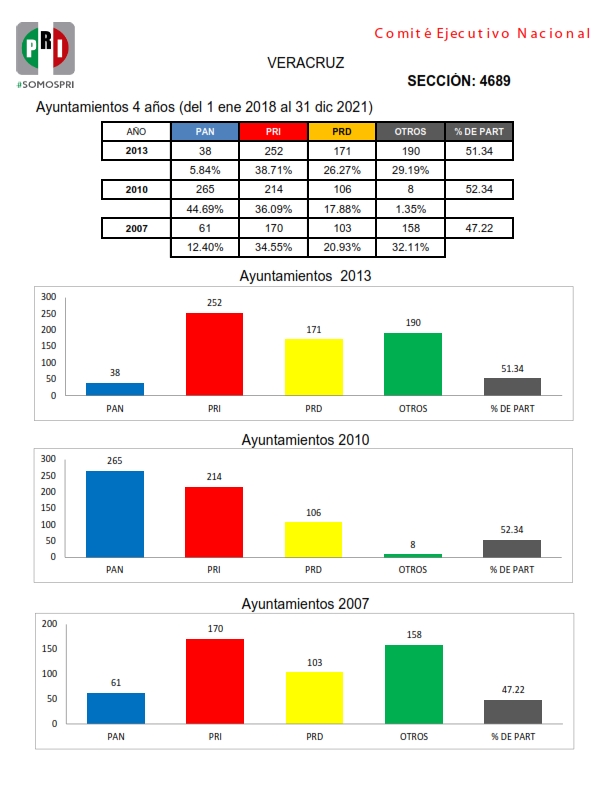 Comité Ejecutivo Nacional
PRI
#SOMOSPRI
VERACRUZ
SECCIÓN: 4689
Ayuntamientos 4 años (del 1 ene 2018 al 31 dic 2021)
AÑO PAN PRI PRD OTROS % DE PART
2013 38 252 171 190 51.34
5.84% 38.71% 26.27% 29.19%
2010 265 214 106 8 52.34
44.69% 36.09% 17.88% 1.35%
2007 61 170 103 158 47.22
12.40% 34.55% 20.93% 32.11%
Ayuntamientos 2013
300
250
200
150
100
50
0
38 252 171 190 51.34
PAN PRI PRD OTROS % DE PART
Ayuntamientos 2010
300
250
200
150
100
50
0
265 214 106 8 52.34
PAN PRI PRD OTROS % DE PART
Ayuntamientos 2007
200
150
100
50
0
61 170 103 158 47.22
PAN PRI PRD OTROS % DE PART